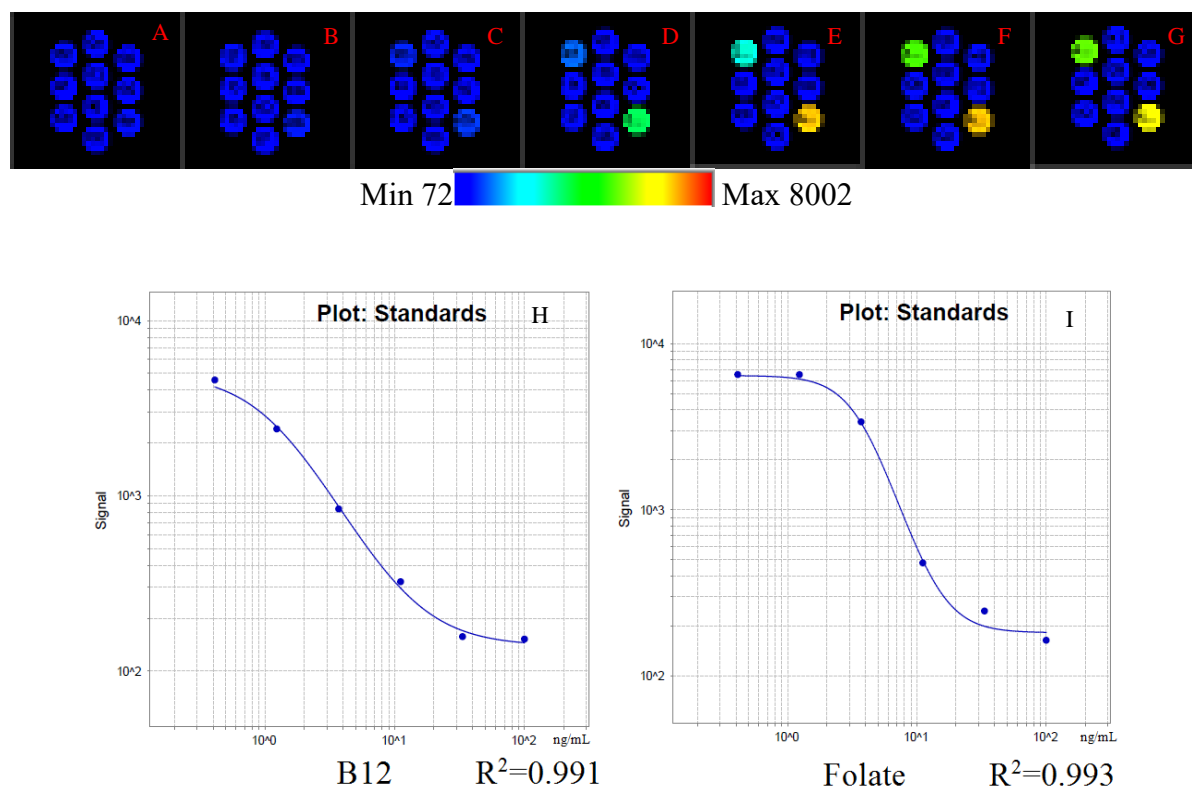 A B C D E F G
Min 72 Max 8002
Plot: Standards H
10^4
10^3
10^2
Signal
10^0 10^1 10^2 ng/mL
B12 R²=0.991
Plot: Standards I
10^4
10^3
10^2
Signal
10^0 10^1 10^2 ng/mL
Folate R²=0.993